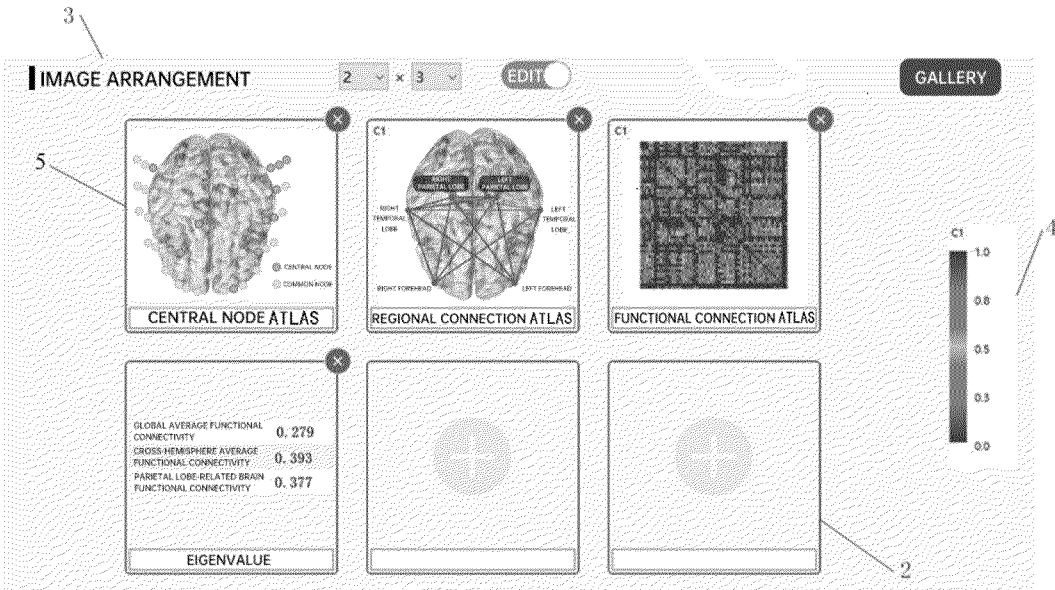 3
IMAGE ARRANGEMENT 2 × 3 EDIT GALLERY
5
CENTRAL NODE
COMMON NODE
CENTRAL NODE ATLAS
C1
RIGHT PARIETAL LOBE
LEFT PARIETAL LOBE
RIGHT TEMPORAL LOBE
LEFT TEMPORAL LOBE
RIGHT FOREHEAD
LEFT FOREHEAD
REGIONAL CONNECTION ATLAS
C1
FUNCTIONAL CONNECTION ATLAS
C1
1.0
0.8
0.5
0.3
0.0
4
GLOBAL AVERAGE FUNCTIONAL
CONNECTIVITY 0.279
CROSS-HEMISPHERE AVERAGE
FUNCTIONAL CONNECTIVITY 0.393
PARIETAL LOBE-RELATED BRAIN
FUNCTIONAL CONNECTIVITY 0.377
EIGENVALUE
2